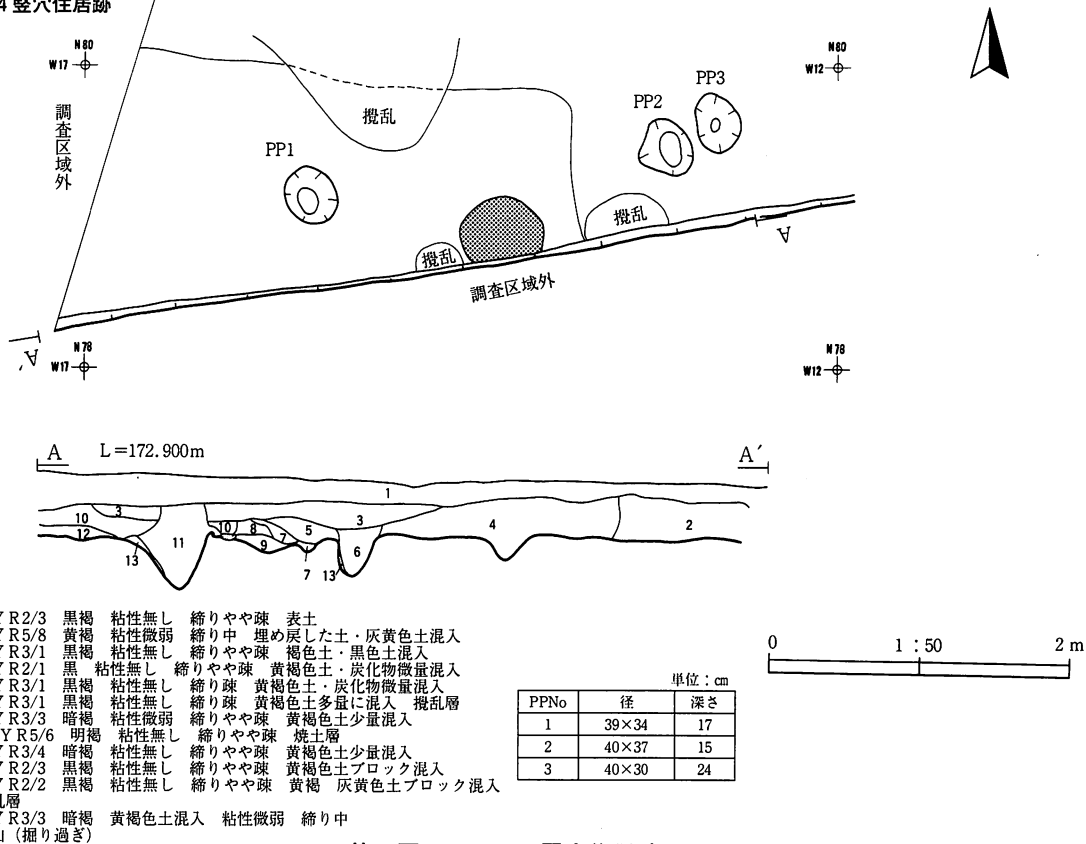 4 竪穴住居跡
N80
W17
N80
W12
調査区域外
攪乱
PP1
PP2
PP3
攪乱
攪乱
調査区域外
A
A′
N78
W17
N78
W12
A
L=172.900m
A′
1
3
10
12
13
11
10
8
7
9
5
7
3
13
6
4
2
YR2/3 黒褐 粘性無し 締りやや疎 表土
YR5/8 黄褐 粘性微弱 締り中 埋め戻した土・灰黄色土混入
YR3/1 黒褐 粘性無し 締りやや疎 褐色土・黒色土混入
YR2/1 黒 粘性無し 締りやや疎 黄褐色土・炭化物微量混入
YR3/1 黒褐 粘性無し 締り疎 黄褐色土・炭化物微量混入
YR3/1 黒褐 粘性無し 締り疎 黄褐色土多量に混入 攪乱層
YR3/3 暗褐 粘性微弱 締りやや疎 黄褐色土少量混入
YR5/6 明褐 粘性無し 締りやや疎 焼土層
YR3/4 暗褐 粘性無し 締りやや疎 黄褐色土少量混入
YR2/3 黒褐 粘性無し 締りやや疎 黄褐色土ブロック混入
YR2/2 黒褐 粘性無し 締りやや疎 黄褐 灰黄色土ブロック混入
層
YR3/3 暗褐 黄褐色土混入 粘性微弱 締り中
(掘り過ぎ)
0 1:50 2m
単位:cm
PPNo 径 深さ
1 39×34 17
2 40×37 15
3 40×30 24